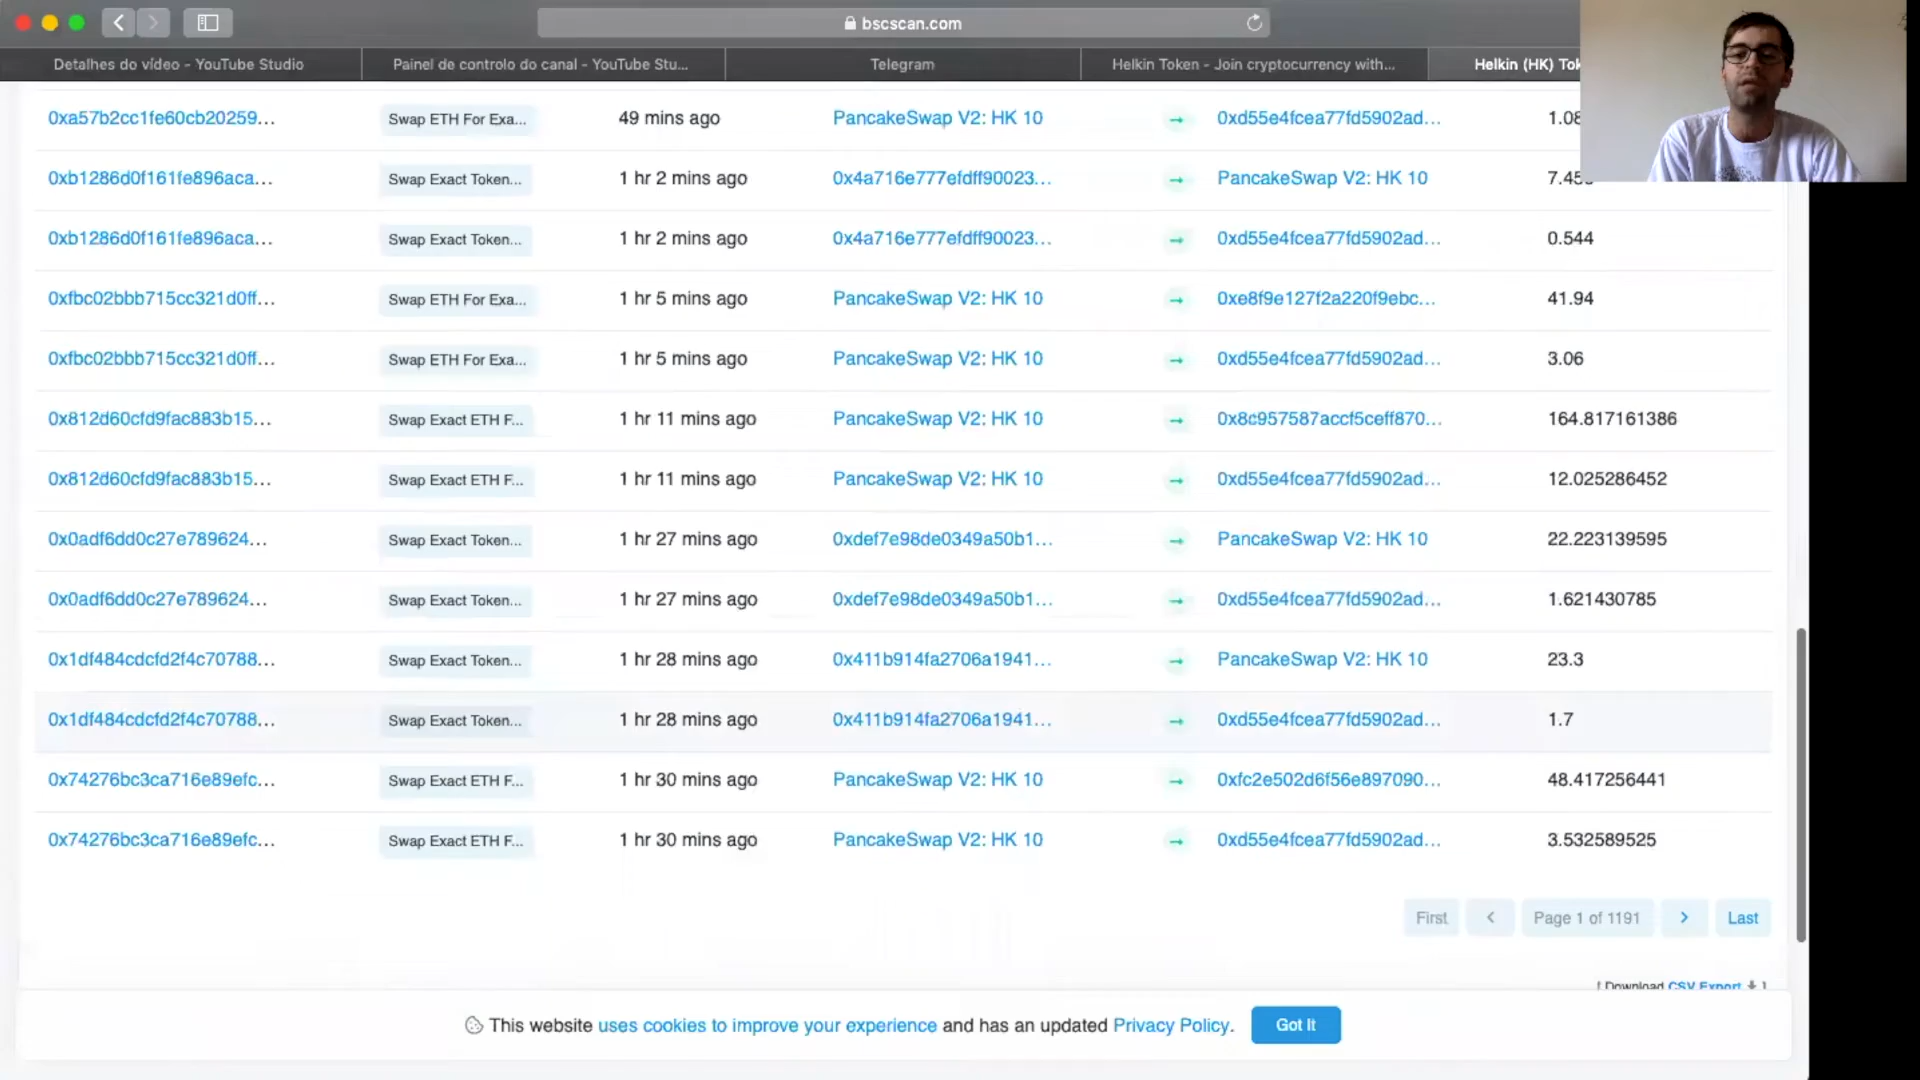 bscscan.com
Detalhes do vídeo - YouTube Studio Painel de controlo do canal - YouTube Stu... Telegram Helkin Token - Join cryptocurrency with... Helkin (HK) Tok
0xa57b2cc1fe60cb20259... Swap ETH For Exa... 49 mins ago PancakeSwap V2: HK 10 → 0xd55e4fcea77fd5902ad... 1.08
0xb1286d0f161fe896aca... Swap Exact Token... 1 hr 2 mins ago 0x4a716e777efdff90023... → PancakeSwap V2: HK 10
0xb1286d0f161fe896aca... Swap Exact Token... 1 hr 2 mins ago 0x4a716e777efdff90023... → 0xd55e4fcea77fd5902ad... 0.544
0xfbc02bbb715cc321d0ff... Swap ETH For Exa... 1 hr 5 mins ago PancakeSwap V2: HK 10 → 0xe8f9e127f2a220f9ebc... 41.94
0xfbc02bbb715cc321d0ff... Swap ETH For Exa... 1 hr 5 mins ago PancakeSwap V2: HK 10 → 0xd55e4fcea77fd5902ad... 3.06
0x812d60cfd9fac883b15... Swap Exact ETH F... 1 hr 11 mins ago PancakeSwap V2: HK 10 → 0x8c957587accf5ceff870... 164.817161386
0x812d60cfd9fac883b15... Swap Exact ETH F... 1 hr 11 mins ago PancakeSwap V2: HK 10 → 0xd55e4fcea77fd5902ad... 12.025286452
0x0adf6dd0c27e789624... Swap Exact Token... 1 hr 27 mins ago 0xdef7e98de0349a50b1... → PancakeSwap V2: HK 10 22.223139595
0x0adf6dd0c27e789624... Swap Exact Token... 1 hr 27 mins ago 0xdef7e98de0349a50b1... → 0xd55e4fcea77fd5902ad... 1.621430785
0x1df484cdcfd2f4c70788... Swap Exact Token... 1 hr 28 mins ago 0x411b914fa2706a1941... → PancakeSwap V2: HK 10 23.3
0x1df484cdcfd2f4c70788... Swap Exact Token... 1 hr 28 mins ago 0x411b914fa2706a1941... → 0xd55e4fcea77fd5902ad... 1.7
0x74276bc3ca716e89efc... Swap Exact ETH F... 1 hr 30 mins ago PancakeSwap V2: HK 10 → 0xfc2e502d6f56e897090... 48.417256441
0x74276bc3ca716e89efc... Swap Exact ETH F... 1 hr 30 mins ago PancakeSwap V2: HK 10 → 0xd55e4fcea77fd5902ad... 3.532589525
First Page 1 of 1191 Last
[ Download CSV Export ]
This website uses cookies to improve your experience and has an updated Privacy Policy. Got It